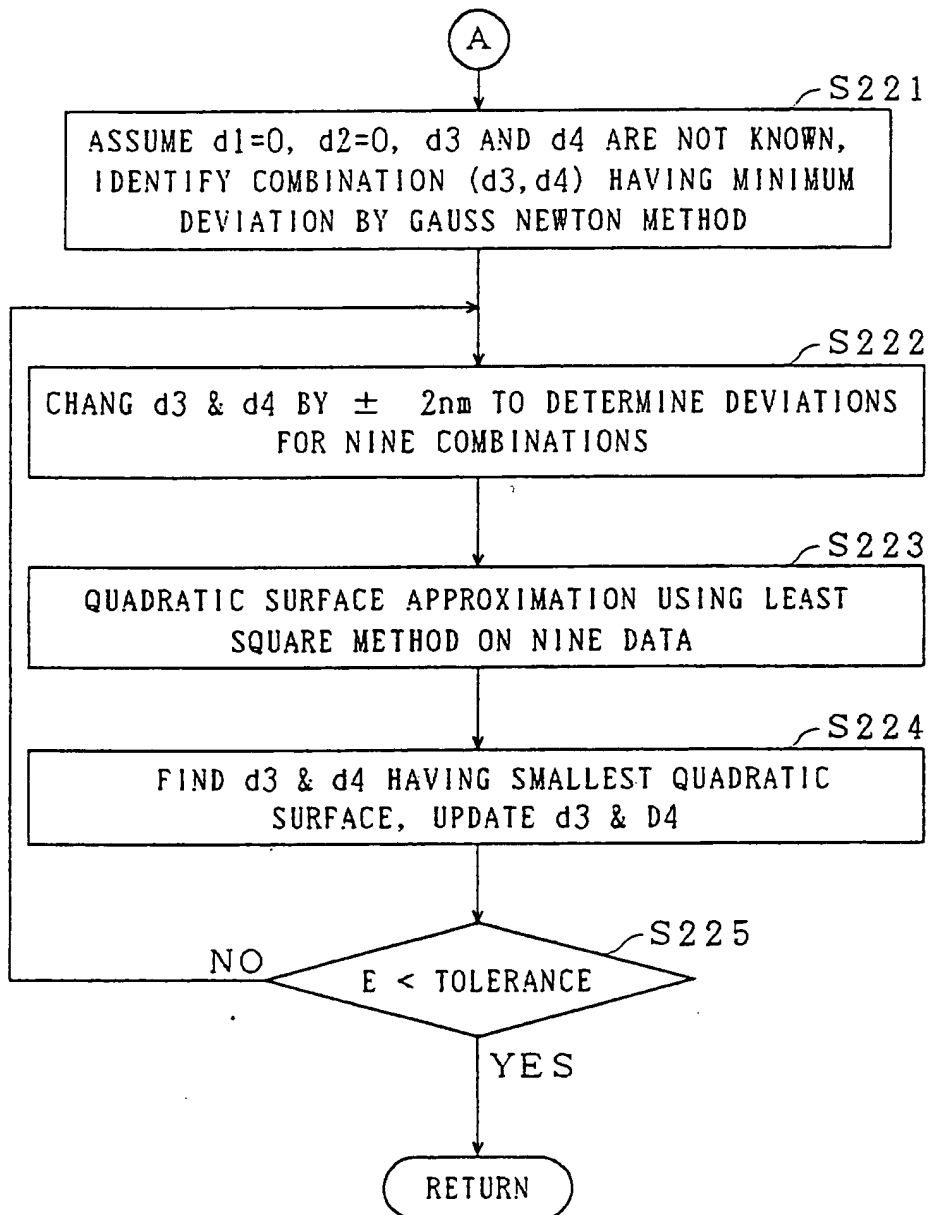 A
S221
ASSUME d1=0, d2=0, d3 AND d4 ARE NOT KNOWN,
IDENTIFY COMBINATION (d3,d4) HAVING MINIMUM
DEVIATION BY GAUSS NEWTON METHOD
S222
CHANG d3 & d4 BY ± 2nm TO DETERMINE DEVIATIONS
FOR NINE COMBINATIONS
S223
QUADRATIC SURFACE APPROXIMATION USING LEAST
SQUARE METHOD ON NINE DATA
S224
FIND d3 & d4 HAVING SMALLEST QUADRATIC
SURFACE, UPDATE d3 & D4
S225
NO
E < TOLERANCE
YES
RETURN